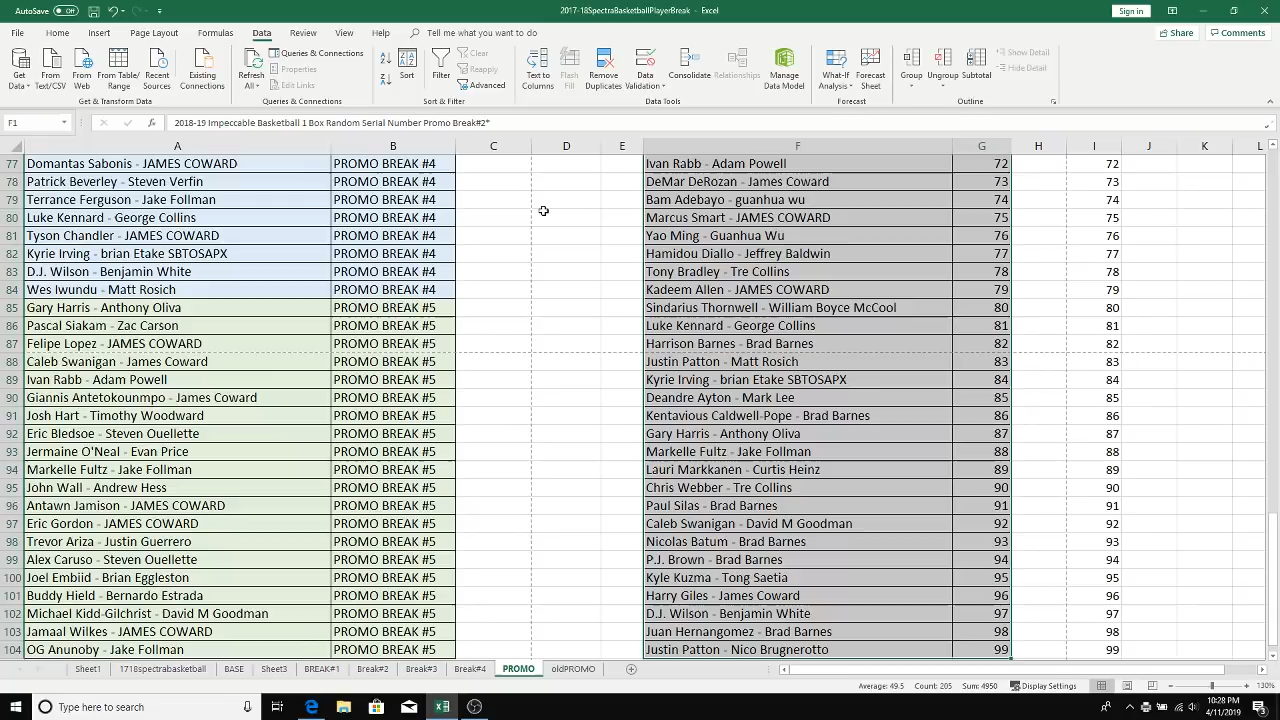 AutoSave Off 2017-18SpectraBasketballPlayerBreak - Excel Sign in
File Home Insert Page Layout Formulas Data Review View Help Tell me what you want to do Share Comments
Get Data From Text/CSV From Web From Table/ Range Recent Sources Existing Connections Refresh All Queries & Connections Properties Edit Links Sort Filter Clear Reapply Advanced Text to Columns Flash Fill Remove Duplicates Data Validation Consolidate Relationships Manage Data Model What-If Analysis Forecast Sheet Group Ungroup Subtotal Show Detail Hide Detail
Get & Transform Data Queries & Connections Sort & Filter Data Tools Forecast Outline
F1 fx 2018-19 Impeccable Basketball 1 Box Random Serial Number Promo Break#2*
A B C D E F G H I J K L
77 Domantas Sabonis - JAMES COWARD PROMO BREAK #4 Ivan Rabb - Adam Powell 72 72
78 Patrick Beverley - Steven Verfin PROMO BREAK #4 DeMar DeRozan - James Coward 73 73
79 Terrance Ferguson - Jake Follman PROMO BREAK #4 Bam Adebayo - guanhua wu 74 74
80 Luke Kennard - George Collins PROMO BREAK #4 Marcus Smart - JAMES COWARD 75 75
81 Tyson Chandler - JAMES COWARD PROMO BREAK #4 Yao Ming - Guanhua Wu 76 76
82 Kyrie Irving - brian Etake SBTOSAPX PROMO BREAK #4 Hamidou Diallo - Jeffrey Baldwin 77 77
83 D.J. Wilson - Benjamin White PROMO BREAK #4 Tony Bradley - Tre Collins 78 78
84 Wes Iwundu - Matt Rosich PROMO BREAK #4 Kadeem Allen - JAMES COWARD 79 79
85 Gary Harris - Anthony Oliva PROMO BREAK #5 Sindarius Thornwell - William Boyce McCool 80 80
86 Pascal Siakam - Zac Carson PROMO BREAK #5 Luke Kennard - George Collins 81 81
87 Felipe Lopez - JAMES COWARD PROMO BREAK #5 Harrison Barnes - Brad Barnes 82 82
88 Caleb Swanigan - James Coward PROMO BREAK #5 Justin Patton - Matt Rosich 83 83
89 Ivan Rabb - Adam Powell PROMO BREAK #5 Kyrie Irving - brian Etake SBTOSAPX 84 84
90 Giannis Antetokounmpo - James Coward PROMO BREAK #5 Deandre Ayton - Mark Lee 85 85
91 Josh Hart - Timothy Woodward PROMO BREAK #5 Kentavious Caldwell-Pope - Brad Barnes 86 86
92 Eric Bledsoe - Steven Ouellette PROMO BREAK #5 Gary Harris - Anthony Oliva 87 87
93 Jermaine O'Neal - Evan Price PROMO BREAK #5 Markelle Fultz - Jake Follman 88 88
94 Markelle Fultz - Jake Follman PROMO BREAK #5 Lauri Markkanen - Curtis Heinz 89 89
95 John Wall - Andrew Hess PROMO BREAK #5 Chris Webber - Tre Collins 90 90
96 Antawn Jamison - JAMES COWARD PROMO BREAK #5 Paul Silas - Brad Barnes 91 91
97 Eric Gordon - JAMES COWARD PROMO BREAK #5 Caleb Swanigan - David M Goodman 92 92
98 Trevor Ariza - Justin Guerrero PROMO BREAK #5 Nicolas Batum - Brad Barnes 93 93
99 Alex Caruso - Steven Ouellette PROMO BREAK #5 P.J. Brown - Brad Barnes 94 94
100 Joel Embiid - Brian Eggleston PROMO BREAK #5 Kyle Kuzma - Tong Saetia 95 95
101 Buddy Hield - Bernardo Estrada PROMO BREAK #5 Harry Giles - James Coward 96 96
102 Michael Kidd-Gilchrist - David M Goodman PROMO BREAK #5 D.J. Wilson - Benjamin White 97 97
103 Jamaal Wilkes - JAMES COWARD PROMO BREAK #5 Juan Hernangomez - Brad Barnes 98 98
104 OG Anunoby - Jake Follman PROMO BREAK #5 Justin Patton - Nico Brugnerotto 99 99
Sheet1 1718spectrabasketball BASE Sheet3 BREAK#1 Break#2 Break#3 Break#4 PROMO oldPROMO
Average: 49.5 Count: 205 Sum: 4950 Display Settings 130%
Type here to search 10:28 PM
4/11/2019 3